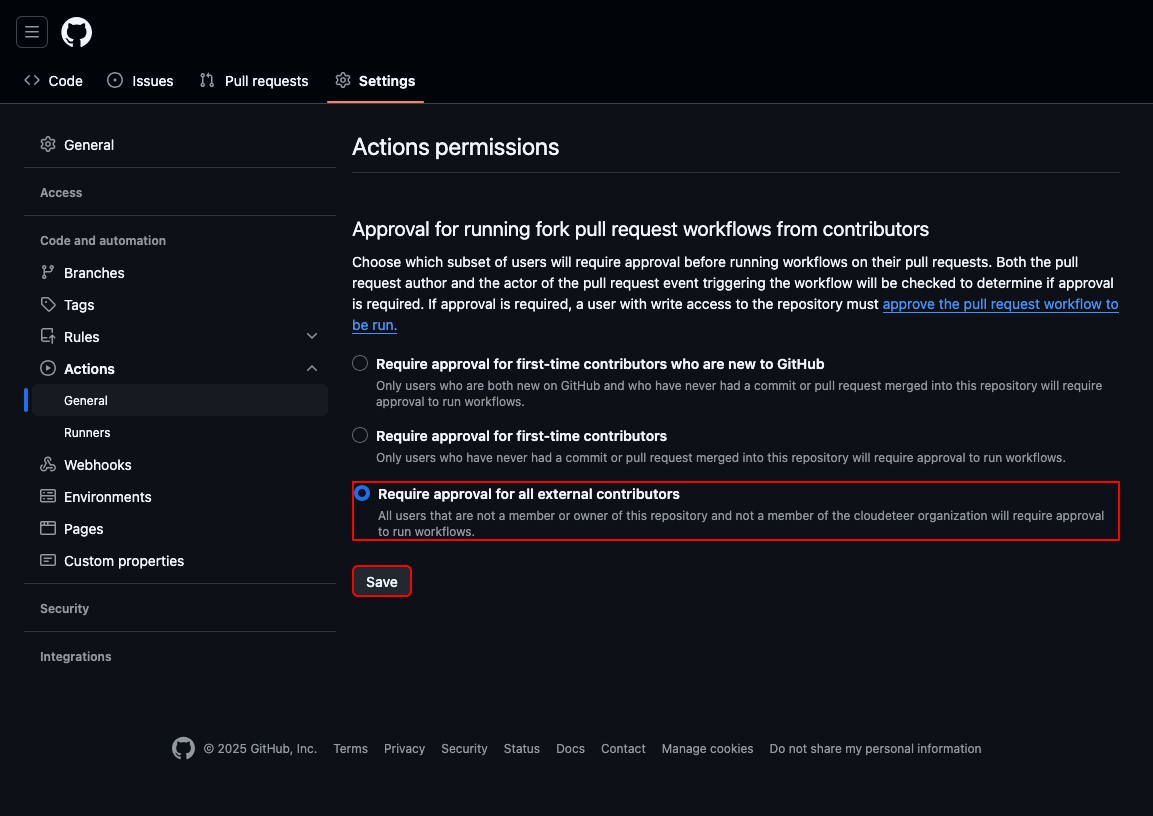 Code
Issues
Pull requests
Settings
General
Access
Code and automation
Branches
Tags
Rules
Actions
General
Runners
Webhooks
Environments
Pages
Custom properties
Security
Integrations
Actions permissions
Approval for running fork pull request workflows from contributors
Choose which subset of users will require approval before running workflows on their pull requests. Both the pull
request author and the actor of the pull request event triggering the workflow will be checked to determine if approval
is required. If approval is required, a user with write access to the repository must approve the pull request workflow to
be run.
Require approval for first-time contributors who are new to GitHub
Only users who are both new on GitHub and who have never had a commit or pull request merged into this repository will require
approval to run workflows.
Require approval for first-time contributors
Only users who have never had a commit or pull request merged into this repository will require approval to run workflows.
Require approval for all external contributors
All users that are not a member or owner of this repository and not a member of the cloudeteer organization will require approval
to run workflows.
Save
© 2025 GitHub, Inc.
Terms
Privacy
Security
Status
Docs
Contact
Manage cookies
Do not share my personal information